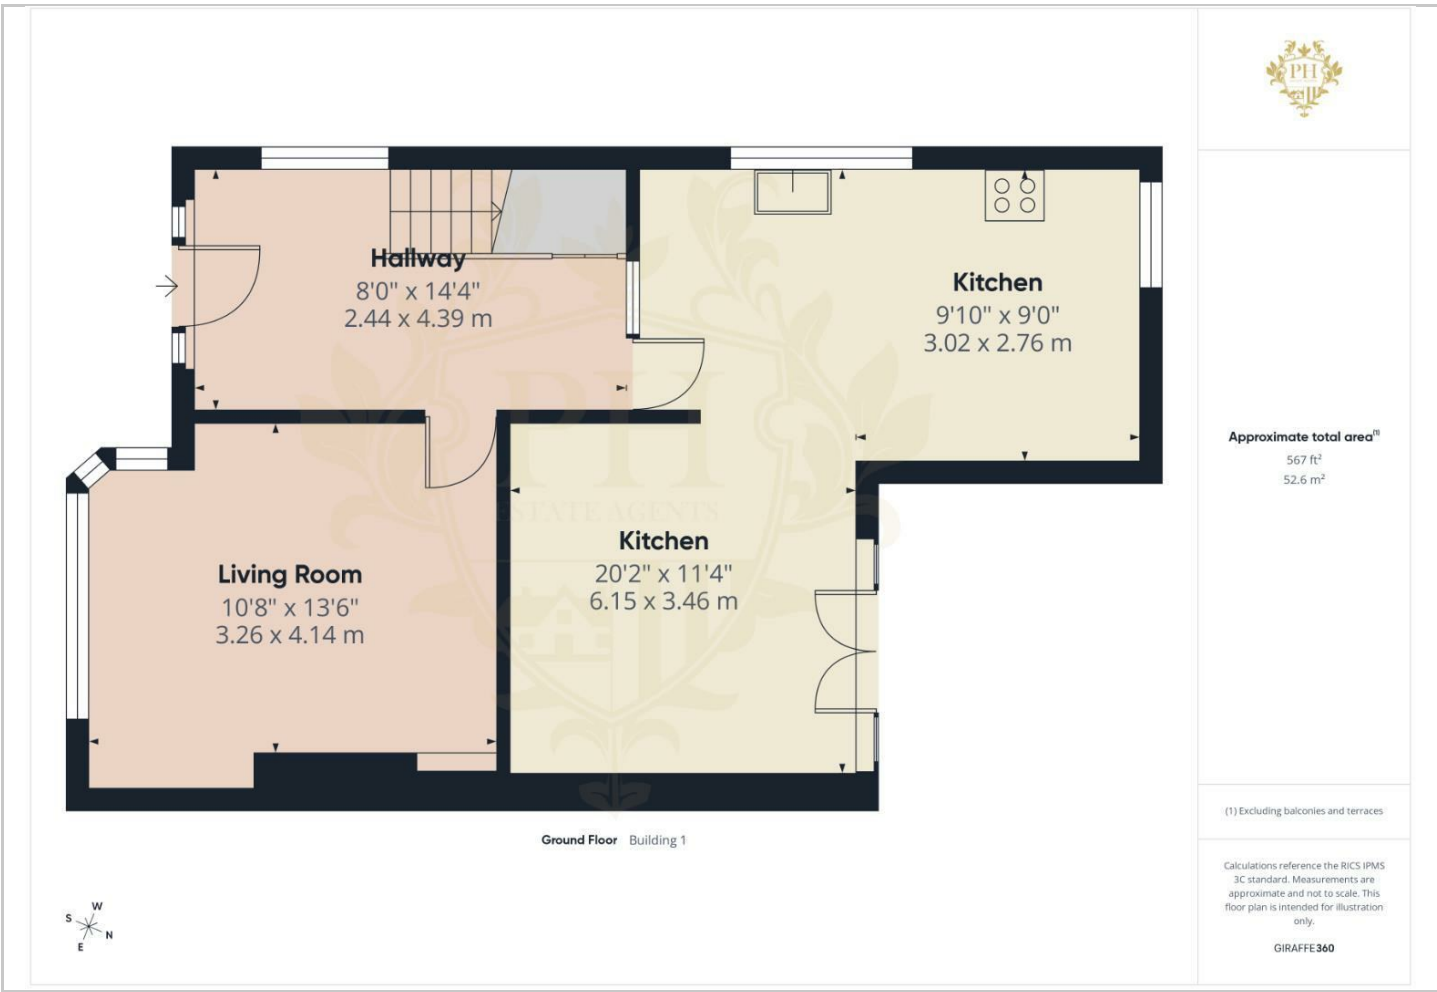 PH
Hallway
8'0" x 14'4"
2.44 x 4.39 m
Kitchen
9'10" x 9'0"
3.02 x 2.76 m
PH
ESTATE AGENTS
Living Room
10'8" x 13'6"
3.26 x 4.14 m
Kitchen
20'2" x 11'4"
6.15 x 3.46 m
Ground Floor Building 1
W
S
N
E
Approximate total area(1)
567 ft²
52.6 m²
(1) Excluding balconies and terraces
Calculations reference the RICS IPMS
3C standard. Measurements are
approximate and not to scale. This
floor plan is intended for illustration
only.
GIRAFFE360